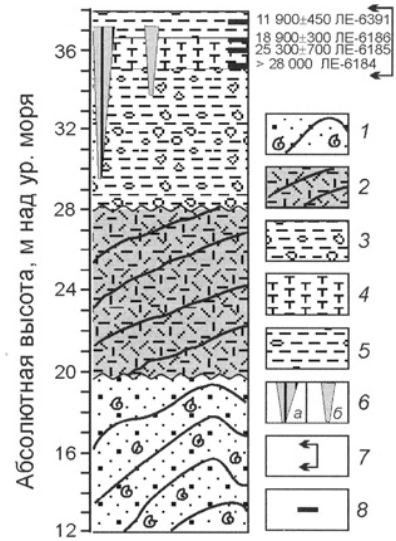 11 900±450 ЛЕ-6391
18 900±300 ЛЕ-6186
25 300±700 ЛЕ-6185
> 28 000 ЛЕ-6184
Абсолютная высота, м над ур. моря
36
32
28
24
20
16
12
1
2
3
4
5
а б 6
7
8